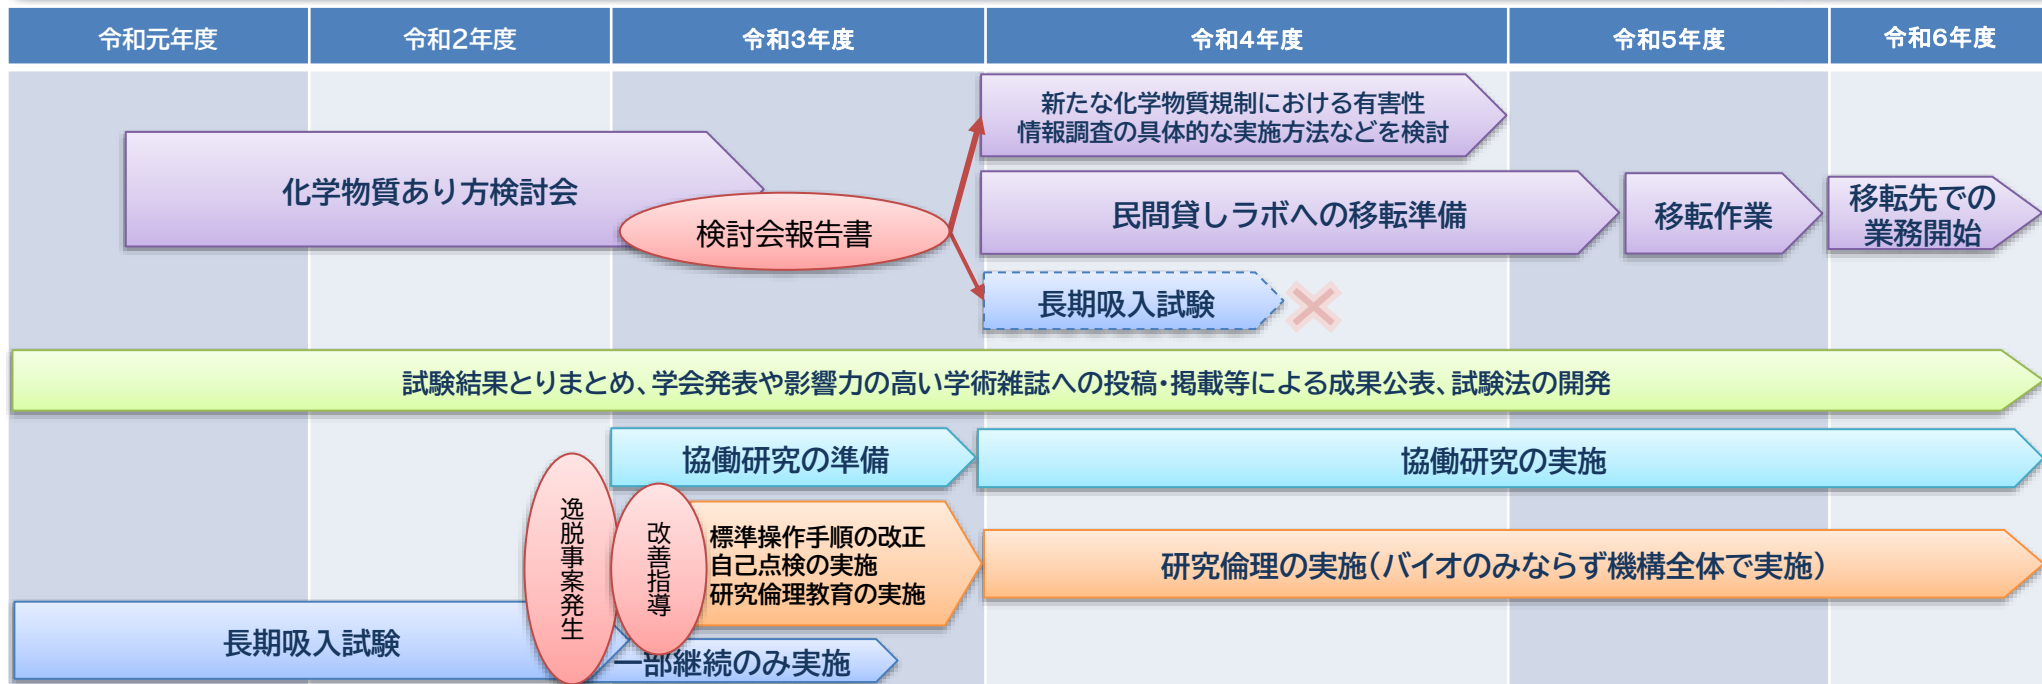 令和元年度
令和2年度
令和3年度
令和4年度
令和5年度
令和6年度
新たな化学物質規制における有害性
情報調査の具体的な実施方法などを検討
化学物質あり方検討会
検討会報告書
民間貸しラボへの移転準備
移転作業
移転先での
業務開始
長期吸入試験
試験結果とりまとめ、学会発表や影響力の高い学術雑誌への投稿・掲載等による成果公表、試験法の開発
協働研究の準備
協働研究の実施
逸脱事案発生
改善指導
標準操作手順の改正
自己点検の実施
研究倫理教育の実施
研究倫理の実施（バイオのみならず機構全体で実施）
長期吸入試験
一部継続のみ実施